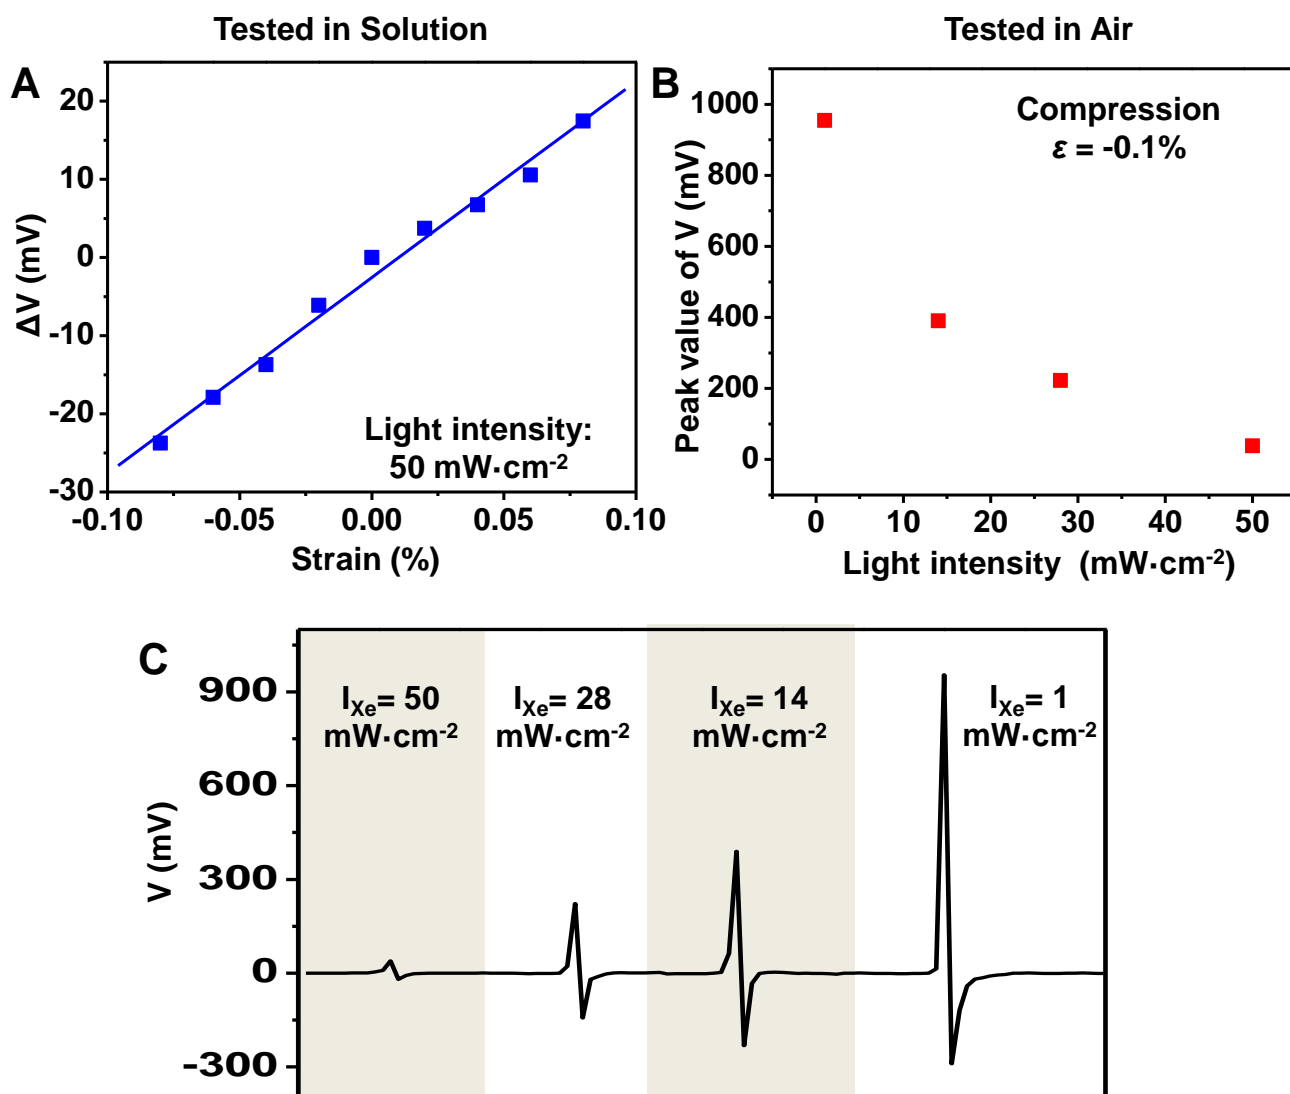 Tested in Solution
Tested in Air
A
20
10
0
-10
-20
-30
ΔV (mV)
Light intensity:
50 mW·cm-2
-0.10 -0.05 0.00 0.05 0.10
Strain (%)
B
1000
800
600
400
200
0
Peak value of V (mV)
Compression
ε = -0.1%
0 10 20 30 40 50
Light intensity (mW·cm-2)
C
900
600
300
0
-300
V (mV)
IXe= 50
mW·cm-2
IXe= 28
mW·cm-2
IXe= 14
mW·cm-2
IXe= 1
mW·cm-2